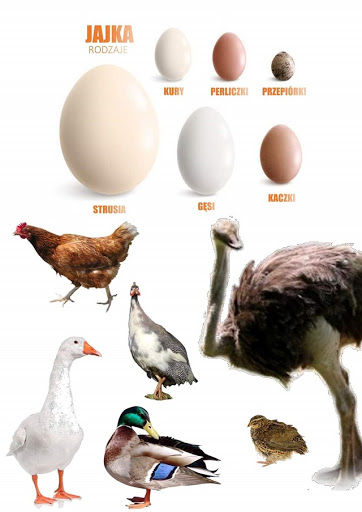 JAJKA
RODZAJE
KURY
PERLICZKI
PRZEPIÓRKI
STRUSIA
GĘSI
KACZKI